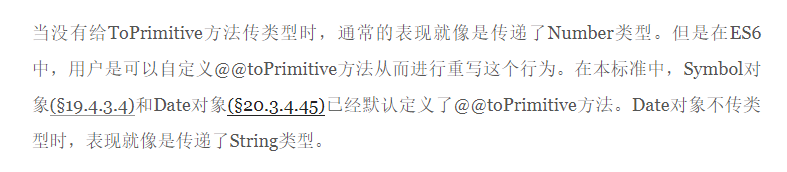 当没有给ToPrimitive方法传类型时，通常的表现就像是传递了Number类型。但是在ES6
中，用户是可以自定义@@toPrimitive方法从而进行重写这个行为。在本标准中，Symbol对
象(§19.4.3.4)和Date对象(§20.3.4.45)已经默认定义了@@toPrimitive方法。Date对象不传类
型时，表现就像是传递了String类型。